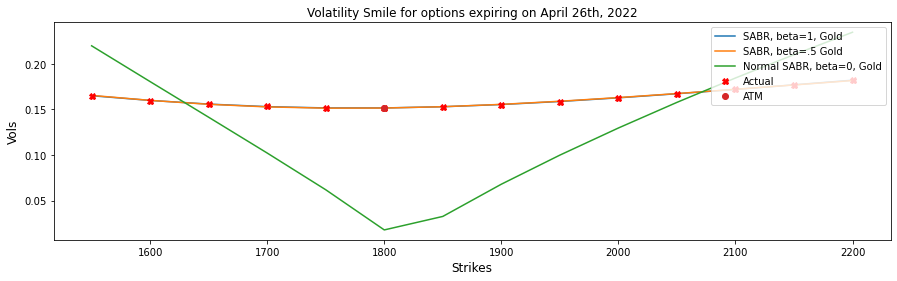 Volatility Smile for options expiring on April 26th, 2022
SABR, beta=1, Gold
SABR, beta=.5 Gold
Normal SABR, beta=0, Gold
Actual
ATM
Vols
0.20
0.15
0.10
0.05
1600 1700 1800 1900 2000 2100 2200
Strikes